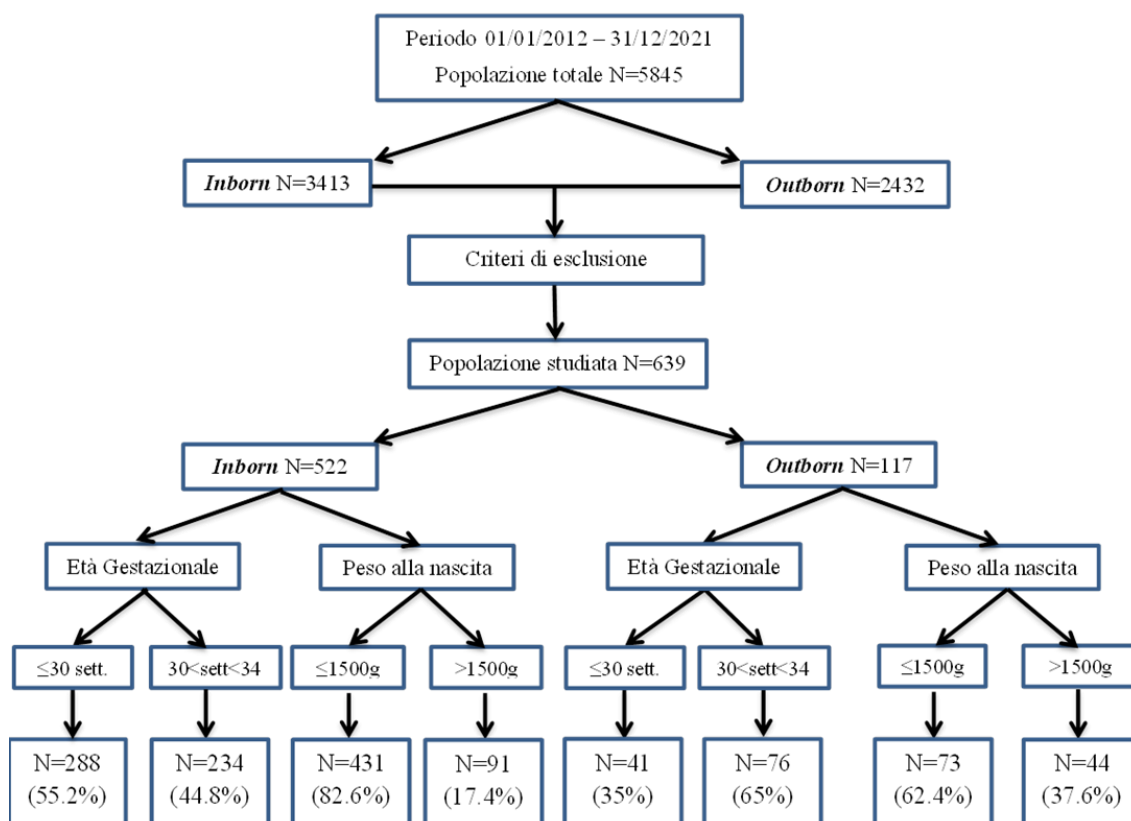 Periodo 01/01/2012 – 31/12/2021
Popolazione totale N=5845
Inborn N=3413
Outborn N=2432
Criteri di esclusione
Popolazione studiata N=639
Inborn N=522
Outborn N=117
Età Gestazionale
Peso alla nascita
Età Gestazionale
Peso alla nascita
≤30 sett.
30<sett<34
≤1500g
>1500g
≤30 sett.
30<sett<34
≤1500g
>1500g
N=288
(55.2%)
N=234
(44.8%)
N=431
(82.6%)
N=91
(17.4%)
N=41
(35%)
N=76
(65%)
N=73
(62.4%)
N=44
(37.6%)